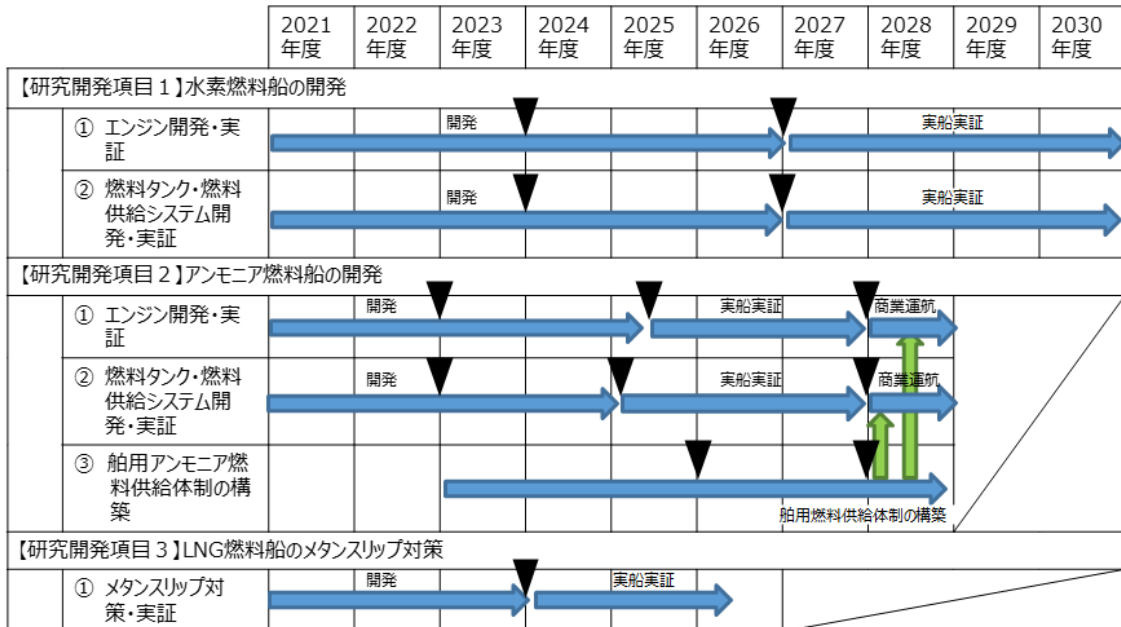 2021
年度
2022
年度
2023
年度
2024
年度
2025
年度
2026
年度
2027
年度
2028
年度
2029
年度
2030
年度
【研究開発項目1】水素燃料船の開発
① エンジン開発・実
証
開発
実船実証
② 燃料タンク・燃料
供給システム開
発・実証
開発
実船実証
【研究開発項目2】アンモニア燃料船の開発
① エンジン開発・実
証
開発
実船実証
商業運航
② 燃料タンク・燃料
供給システム開
発・実証
開発
実船実証
商業運航
③ 舶用アンモニア燃
料供給体制の構
築
舶用燃料供給体制の構築
【研究開発項目3】LNG燃料船のメタンスリップ対策
① メタンスリップ対
策・実証
開発
実船実証